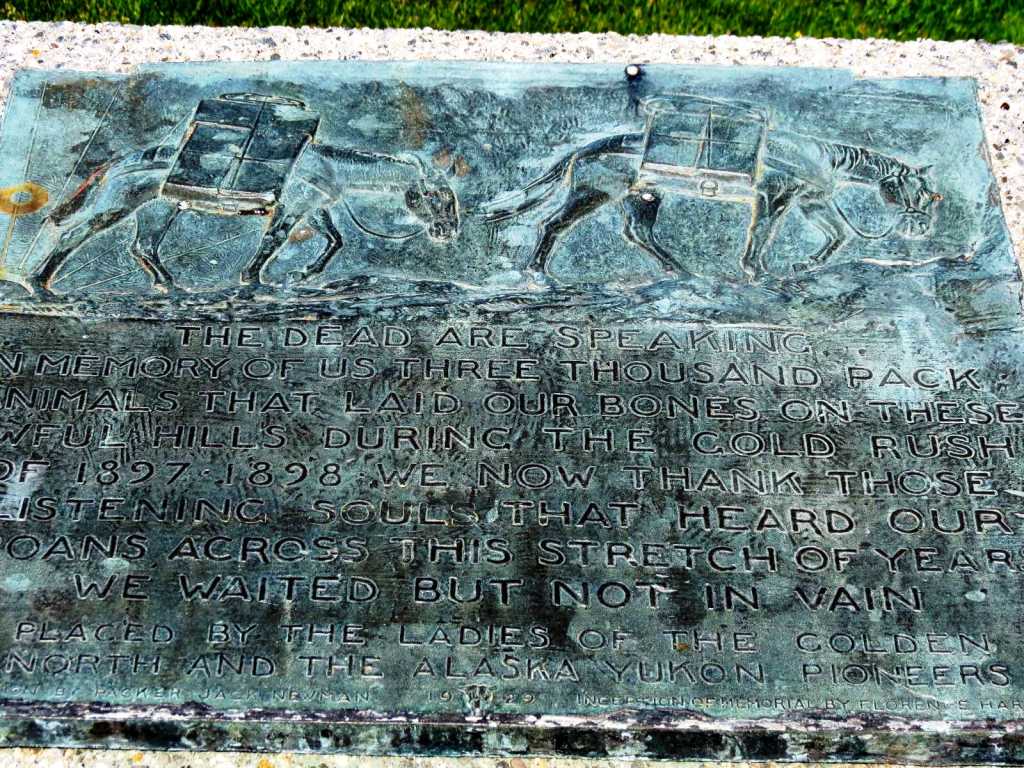 THE DEAD ARE SPEAKING
N MEMORY OF US THREE THOUSAND PACK
NIMALS THAT LAID OUR BONES ON THESE
WFUL HILLS DURING THE GOLD RUSH
OF 1897-1898 WE NOW THANK THOSE
LISTENING SOULS THAT HEARD OUR
OANS ACROSS THIS STRETCH OF YEARS
WE WAITED BUT NOT IN VAIN
PLACED BY THE LADIES OF THE GOLDEN
NORTH AND THE ALASKA YUKON PIONEERS
ION BY PACKER JACK NEWMAN 1929 INCEPTION OF MEMORIAL BY FLOREN S HAR